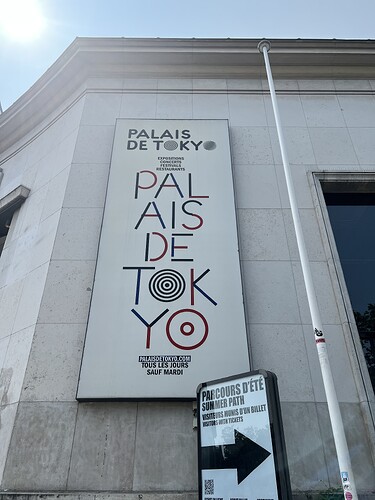 PALAIS
DE TOKYO
EXPOSITIONS
CONCERTS
FESTIVALS
RESTAURANTS
PAL
AIS
DE
TOK
YO
PALAISDETOKYO.COM
TOUS LES JOURS
SAUF MARDI
PARCOURS D'ÉTÉ
SUMMER PATH
VISITEURS MUNIS D'UN BILLET
VISITORS WITH TICKETS